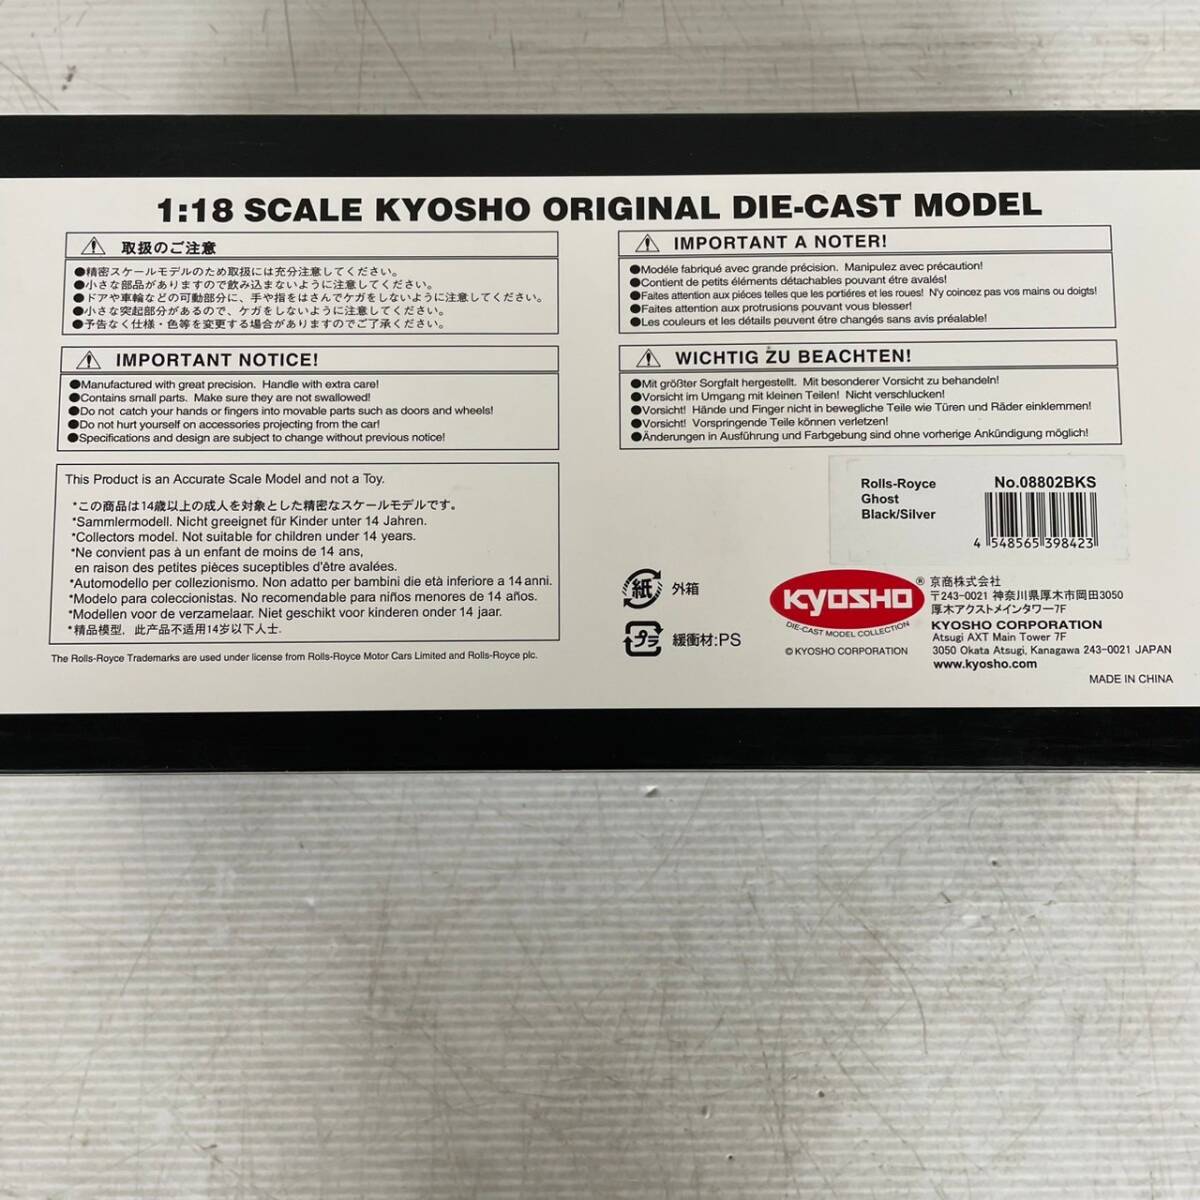 1:18 SCALE KYOSHO ORIGINAL DIE-CAST MODEL
取扱のご注意
●精密スケールモデルのため取扱には充分注意してください。
●小さな部品がありますので飲み込まないように注意してください。
●ドアや車輪などの可動部分に、手や指をはさんでケガをしないように注意してください。
●小さな突起部分があるので、ケガをしないように注意してください。
●予告なく仕様・色等を変更する場合がありますのでご了承ください。
IMPORTANT NOTICE!
●Manufactured with great precision. Handle with extra care!
●Contains small parts. Make sure they are not swallowed!
●Do not catch your hands or fingers into movable parts such as doors and wheels!
●Do not hurt yourself on accessories projecting from the car!
●Specifications and design are subject to change without previous notice!
IMPORTANT A NOTER!
●Modéle fabriqué avec grande précision. Manipulez avec précaution!
●Contient de petits éléments détachables pouvant étre avalés!
●Faites attention aux piéces telles que les portiéres et les roues! N'y coincez pas vos mains ou doigts!
●Faites attention aux protrusions pouvant vous blesser!
●Les couleurs et les détails peuvent étre changés sans avis préalable!
WICHTIG ZU BEACHTEN!
●Mit größter Sorgfalt hergestellt. Mit besonderer Vorsicht zu behandeln!
●Vorsicht im Umgang mit kleinen Teilen! Nicht verschlucken!
●Vorsicht! Hände und Finger nicht in bewegliche Teile wie Türen und Räder einklemmen!
●Vorsicht! Vorspringende Teile können verletzen!
●Änderungen in Ausführung und Farbgebung sind ohne vorherige Ankündigung möglich!
This Product is an Accurate Scale Model and not a Toy.
*この商品は14歳以上の成人を対象とした精密なスケールモデルです。
*Sammlermodell. Nicht greeignet für Kinder unter 14 Jahren.
*Collectors model. Not suitable for children under 14 years.
*Ne convient pas à un enfant de moins de 14 ans,
en raison des petites pièces suceptibles d'être avalées.
*Automodello per collezionismo. Non adatto per bambini die età inferiore a 14 anni.
*Modelo para coleccionistas. No recomendable para niños menores de 14 años.
*Modellen voor de verzamelaar. Niet geschikt voor kinderen onder 14 jaar.
*精品模型，此产品不适用14岁以下人士.
The Rolls-Royce Trademarks are used under license from Rolls-Royce Motor Cars Limited and Rolls-Royce plc.
Rolls-Royce
Ghost
Black/Silver
No.08802BKS
4 548565 398423
紙 外箱
プラ 緩衝材:PS
KYOSHO ®
DIE-CAST MODEL COLLECTION
© KYOSHO CORPORATION
京商株式会社
〒243-0021 神奈川県厚木市岡田3050
厚木アクストメインタワー7F
KYOSHO CORPORATION
Atsugi AXT Main Tower 7F
3050 Okata Atsugi, Kanagawa 243-0021 JAPAN
www.kyosho.com
MADE IN CHINA